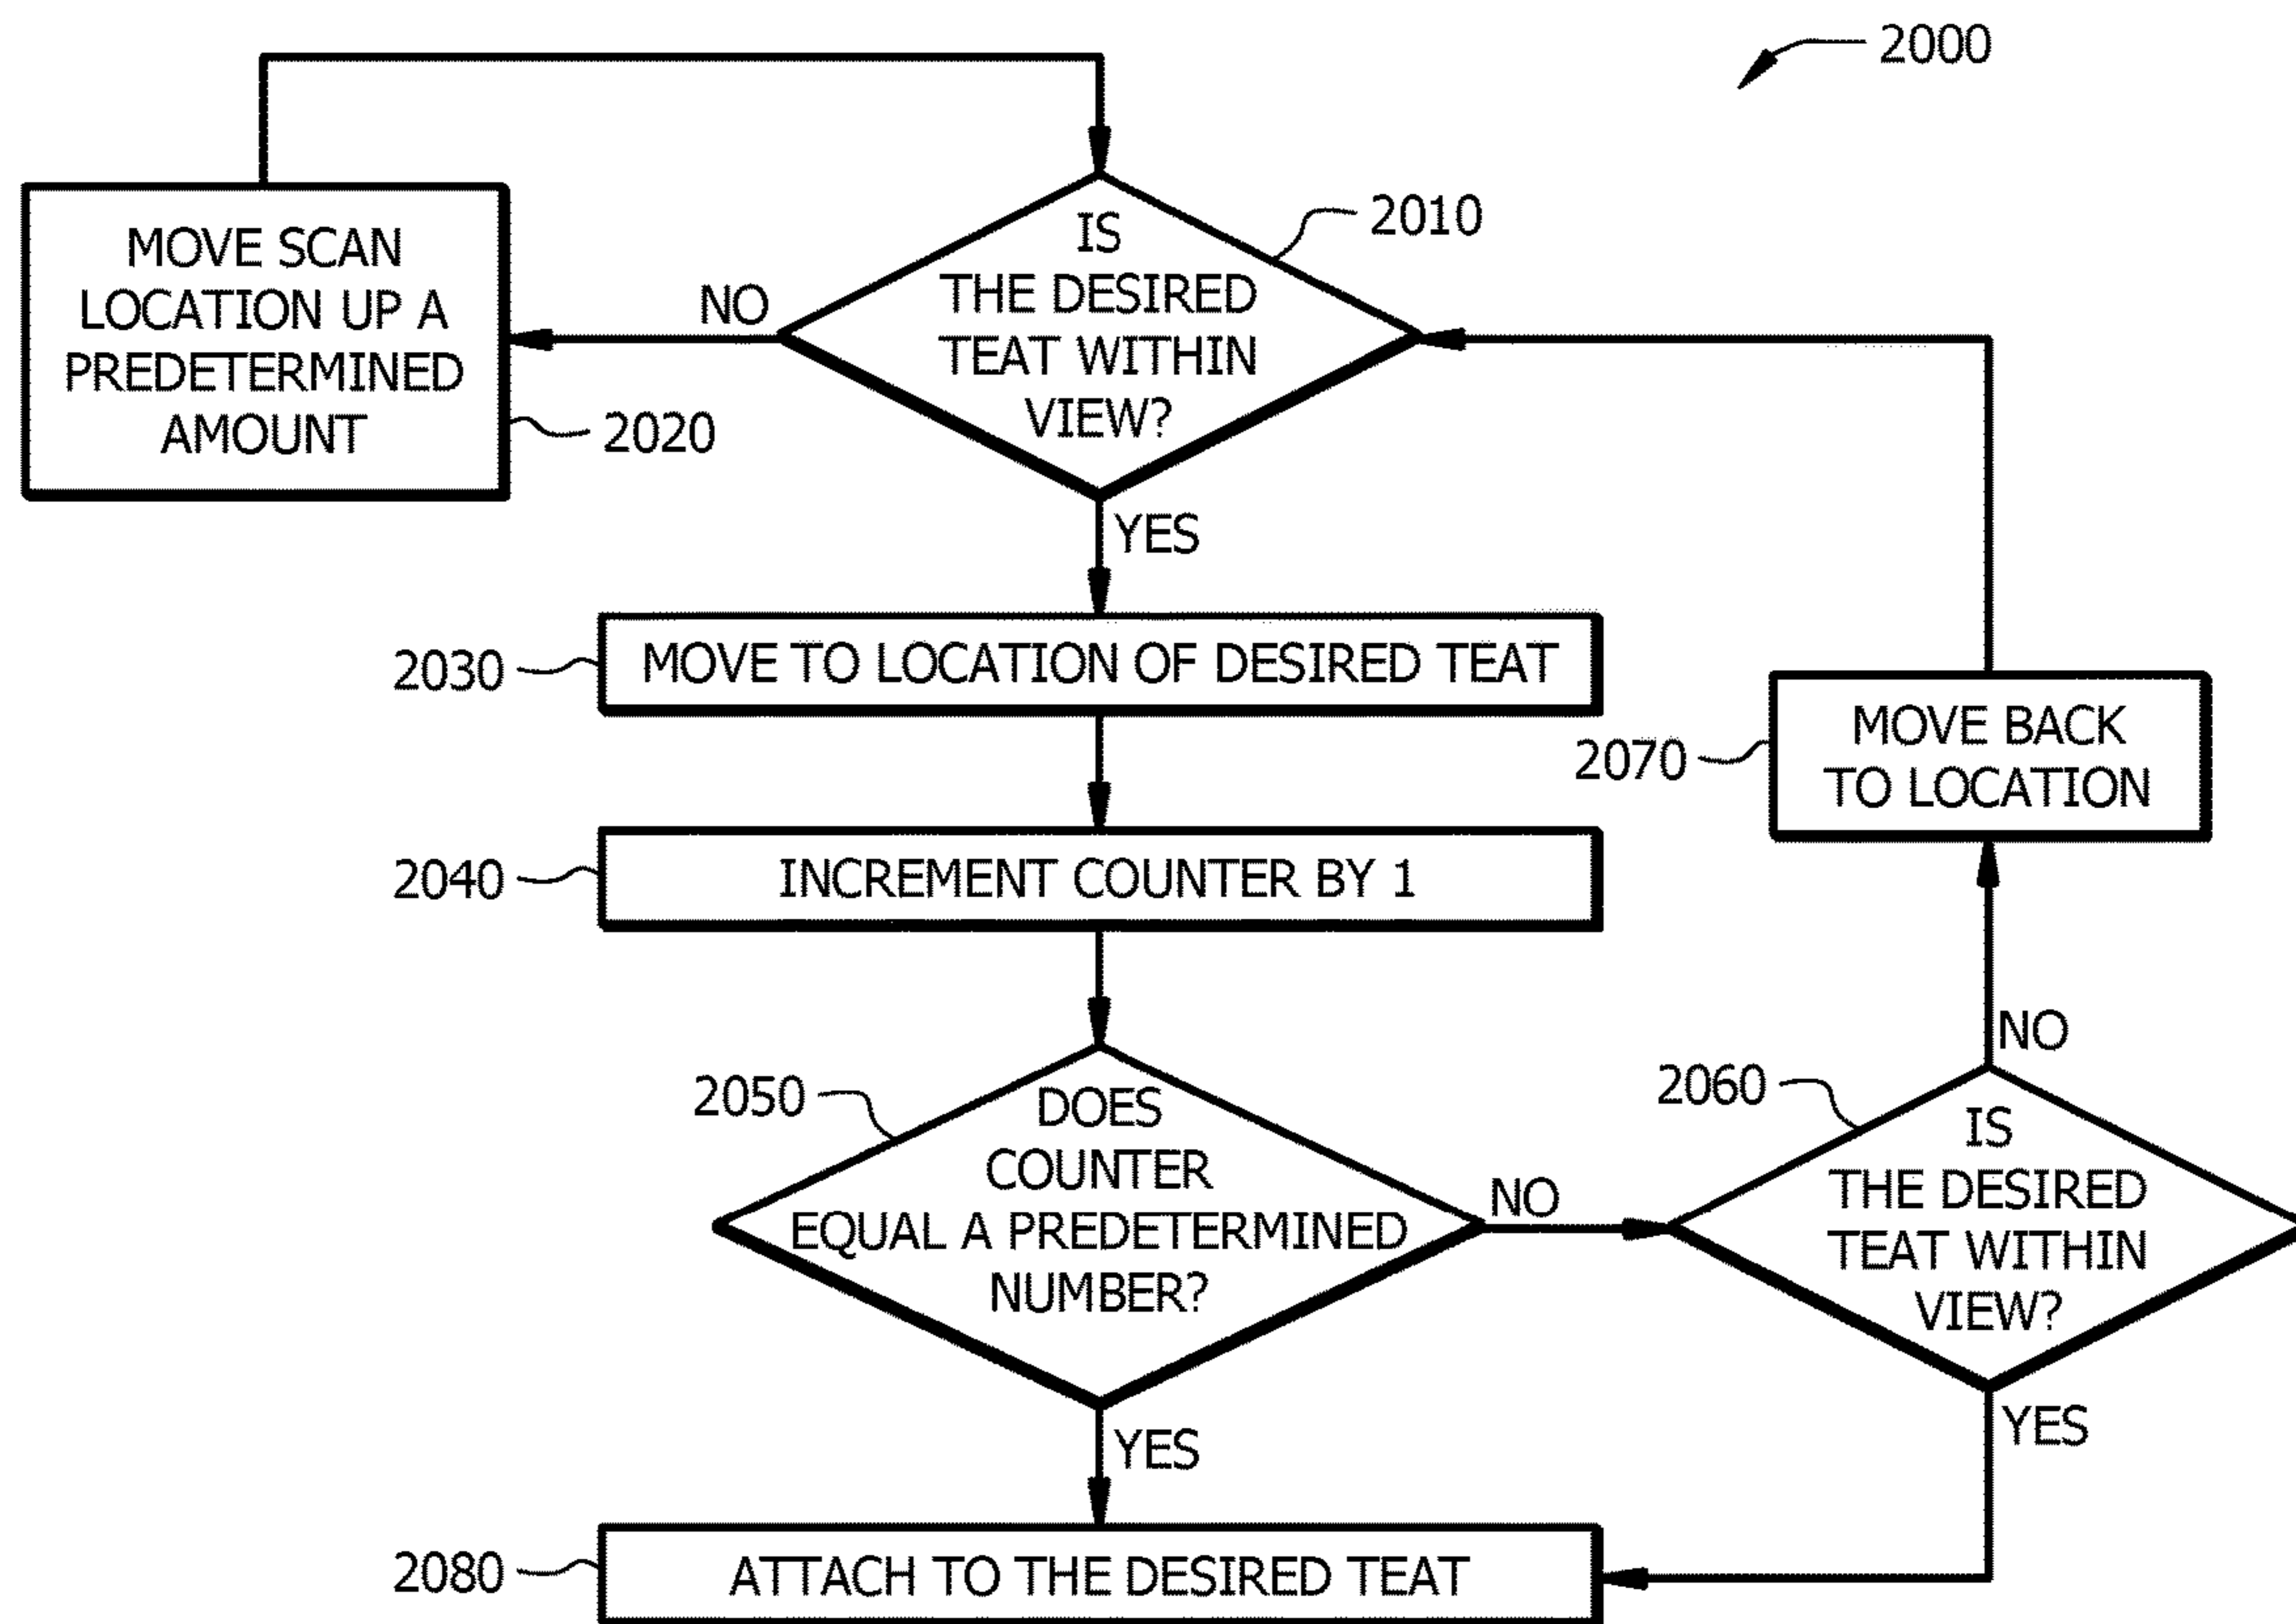 2000
IS
THE DESIRED
TEAT WITHIN
VIEW?
2010
MOVE SCAN
LOCATION UP A
PREDETERMINED
AMOUNT
2020
NO
YES
2030
MOVE TO LOCATION OF DESIRED TEAT
2040
INCREMENT COUNTER BY 1
2050
DOES
COUNTER
EQUAL A PREDETERMINED
NUMBER?
NO
YES
2060
IS
THE DESIRED
TEAT WITHIN
VIEW?
NO
YES
2070
MOVE BACK
TO LOCATION
2080
ATTACH TO THE DESIRED TEAT